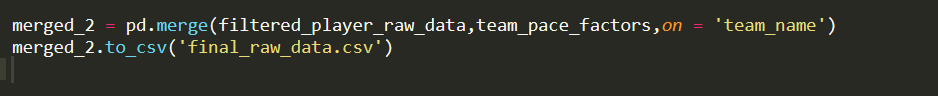 merged_2 = pd.merge(filtered_player_raw_data,team_pace_factors,on = 'team_name')
merged_2.to_csv('final_raw_data.csv')